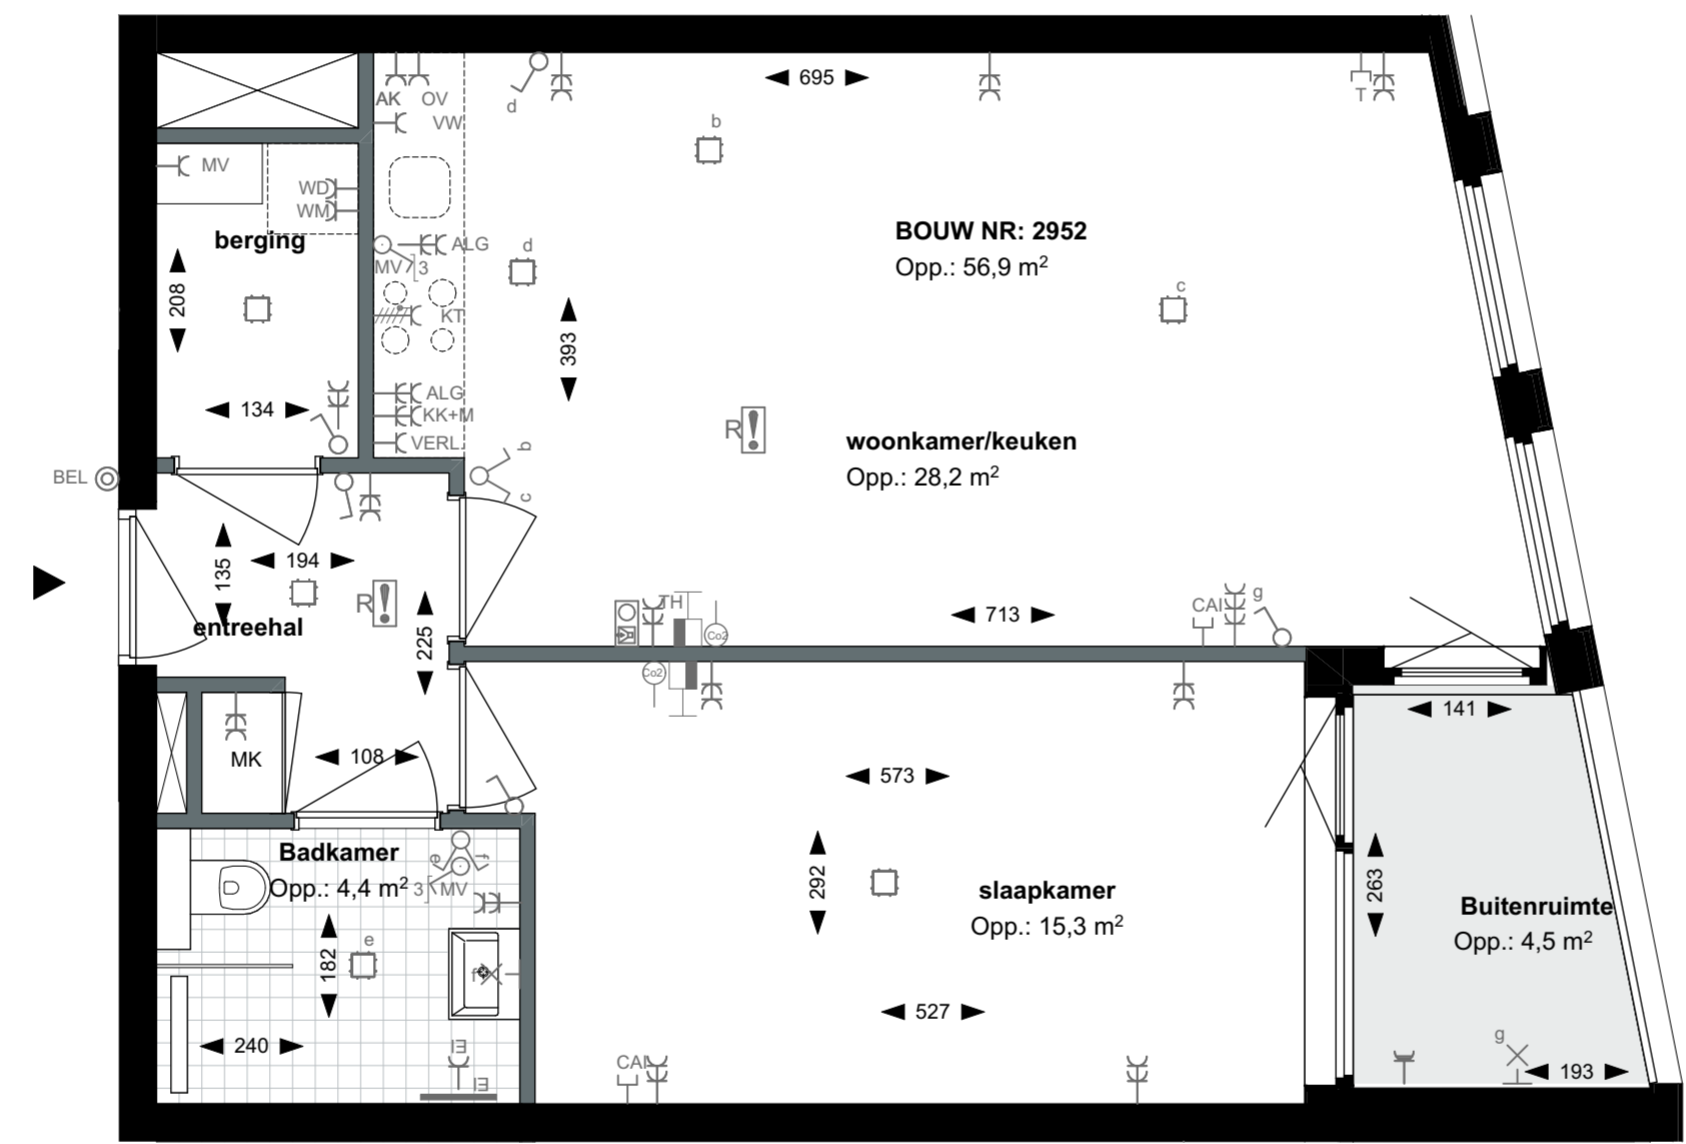 695
AK OV
d
T
VW
b
MV
WD
WM
BOUW NR: 2952
berging
ALG
d
Opp.: 56,9 m²
MV 3
c
208
KT
393
134
ALG
KK+M
R
woonkamer/keuken
VERL.
b
Opp.: 28,2 m²
BEL
c
194
135
R
TH
g
CAI
713
entreehal
225
Co2
Co2
141
MK
108
573
Badkamer
e f
263
292
Opp.: 4,4 m²
3 MV
slaapkamer
Buitenruimte
Opp.: 15,3 m²
Opp.: 4,5 m²
e
182
f
527
240
g
CAI
193